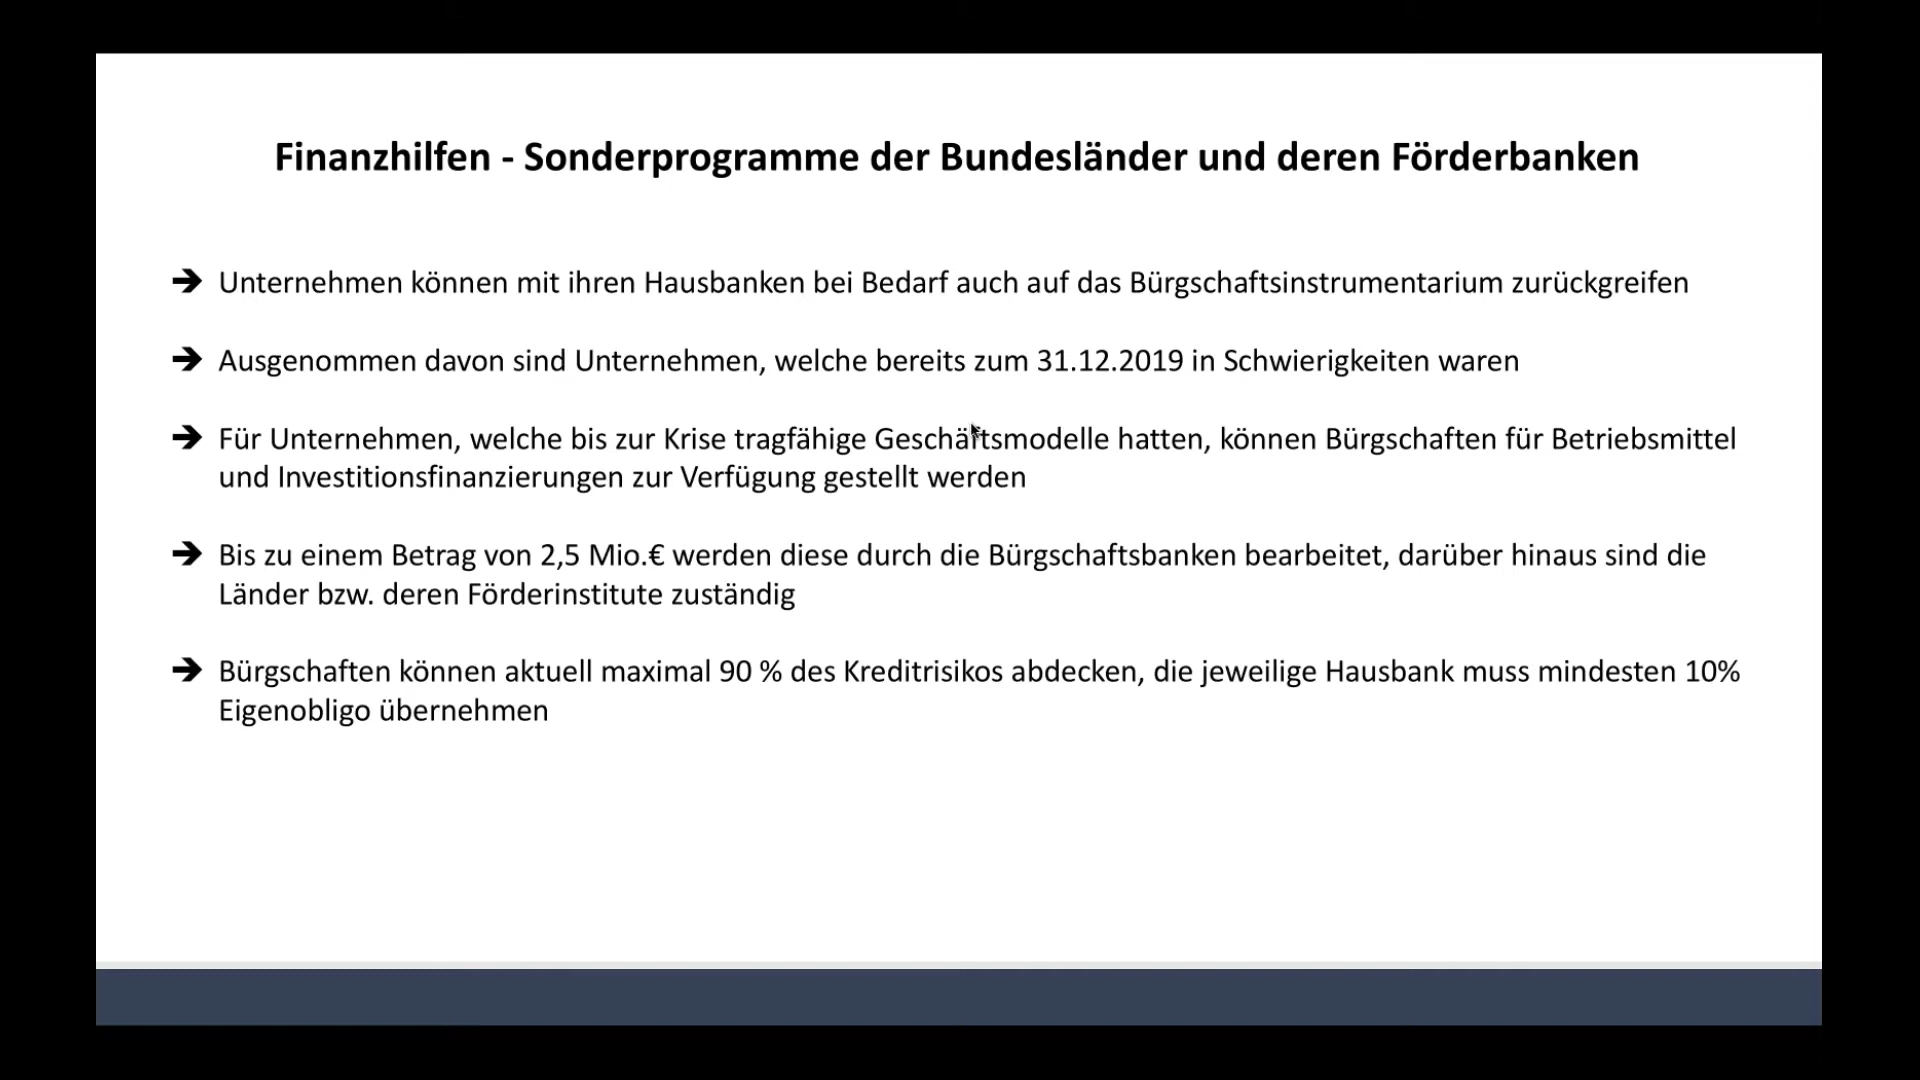 Finanzhilfen - Sonderprogramme der Bundesländer und deren Förderbanken
➔ Unternehmen können mit ihren Hausbanken bei Bedarf auch auf das Bürgschaftsinstrumentarium zurückgreifen
➔ Ausgenommen davon sind Unternehmen, welche bereits zum 31.12.2019 in Schwierigkeiten waren
➔ Für Unternehmen, welche bis zur Krise tragfähige Geschäftsmodelle hatten, können Bürgschaften für Betriebsmittel
und Investitionsfinanzierungen zur Verfügung gestellt werden
➔ Bis zu einem Betrag von 2,5 Mio.€ werden diese durch die Bürgschaftsbanken bearbeitet, darüber hinaus sind die
Länder bzw. deren Förderinstitute zuständig
➔ Bürgschaften können aktuell maximal 90 % des Kreditrisikos abdecken, die jeweilige Hausbank muss mindesten 10%
Eigenobligo übernehmen